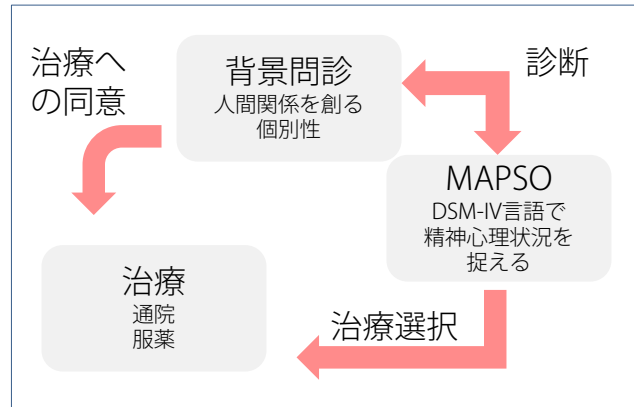 治療へ
の同意
背景問診
人間関係を創る
個別性
診断
MAPSO
DSM-IV言語で
精神心理状況を
捉える
治療
通院
服薬
治療選択